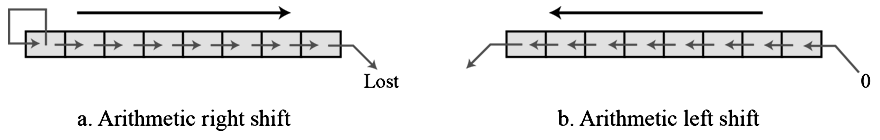 Lost
0
a. Arithmetic right shift
b. Arithmetic left shift